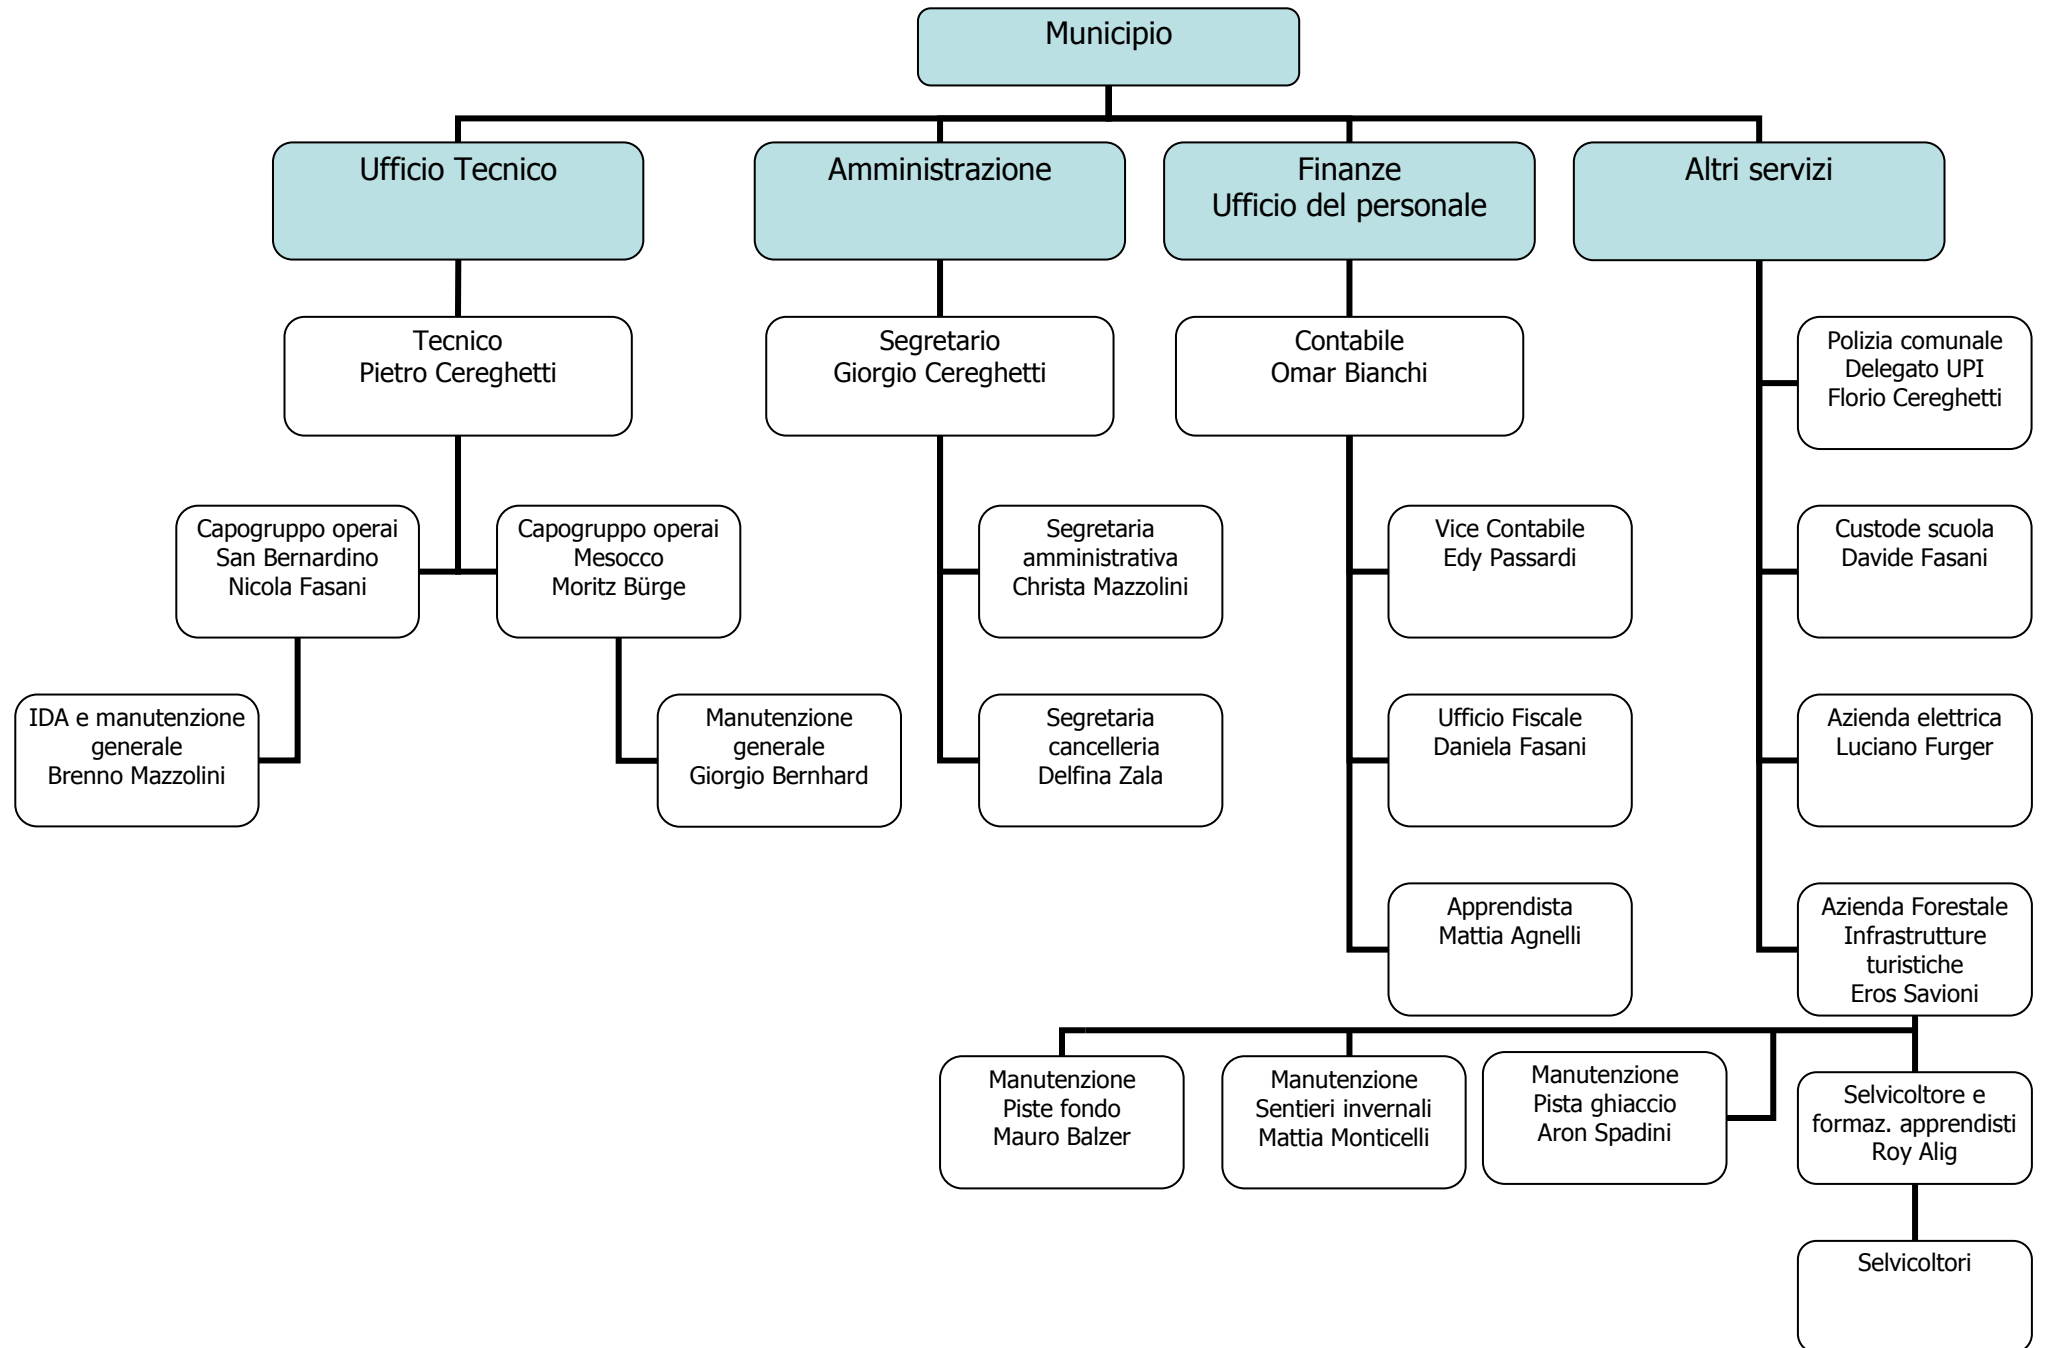 Municipio
Ufficio Tecnico
Amministrazione
Finanze
Ufficio del personale
Altri servizi
Tecnico
Pietro Cereghetti
Segretario
Giorgio Cereghetti
Contabile
Omar Bianchi
Polizia comunale
Delegato UPI
Florio Cereghetti
Capogruppo operai
San Bernardino
Nicola Fasani
Capogruppo operai
Mesocco
Moritz Bürge
Segretaria
amministrativa
Christa Mazzolini
Vice Contabile
Edy Passardi
Custode scuola
Davide Fasani
IDA e manutenzione
generale
Brenno Mazzolini
Manutenzione
generale
Giorgio Bernhard
Segretaria
cancelleria
Delfina Zala
Ufficio Fiscale
Daniela Fasani
Azienda elettrica
Luciano Furger
Apprendista
Mattia Agnelli
Azienda Forestale
Infrastrutture
turistiche
Eros Savioni
Manutenzione
Piste fondo
Mauro Balzer
Manutenzione
Sentieri invernali
Mattia Monticelli
Manutenzione
Pista ghiaccio
Aron Spadini
Selvicoltore e
formaz. apprendisti
Roy Alig
Selvicoltori